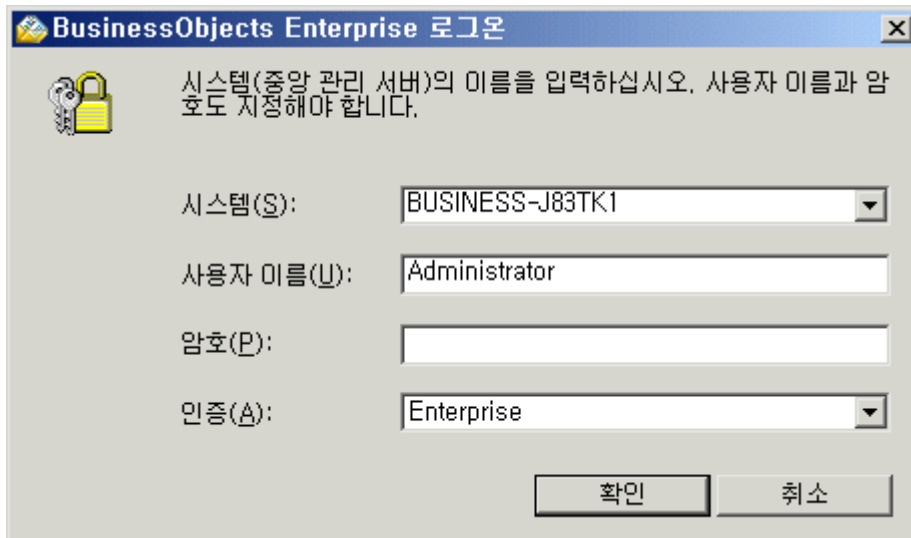 BusinessObjects Enterprise 로그온
시스템(중앙 관리 서버)의 이름을 입력하십시오. 사용자 이름과 암
호도 지정해야 합니다.
시스템(S): BUSINESS-J83TK1
사용자 이름(U): Administrator
암호(P):
인증(A): Enterprise
확인 취소